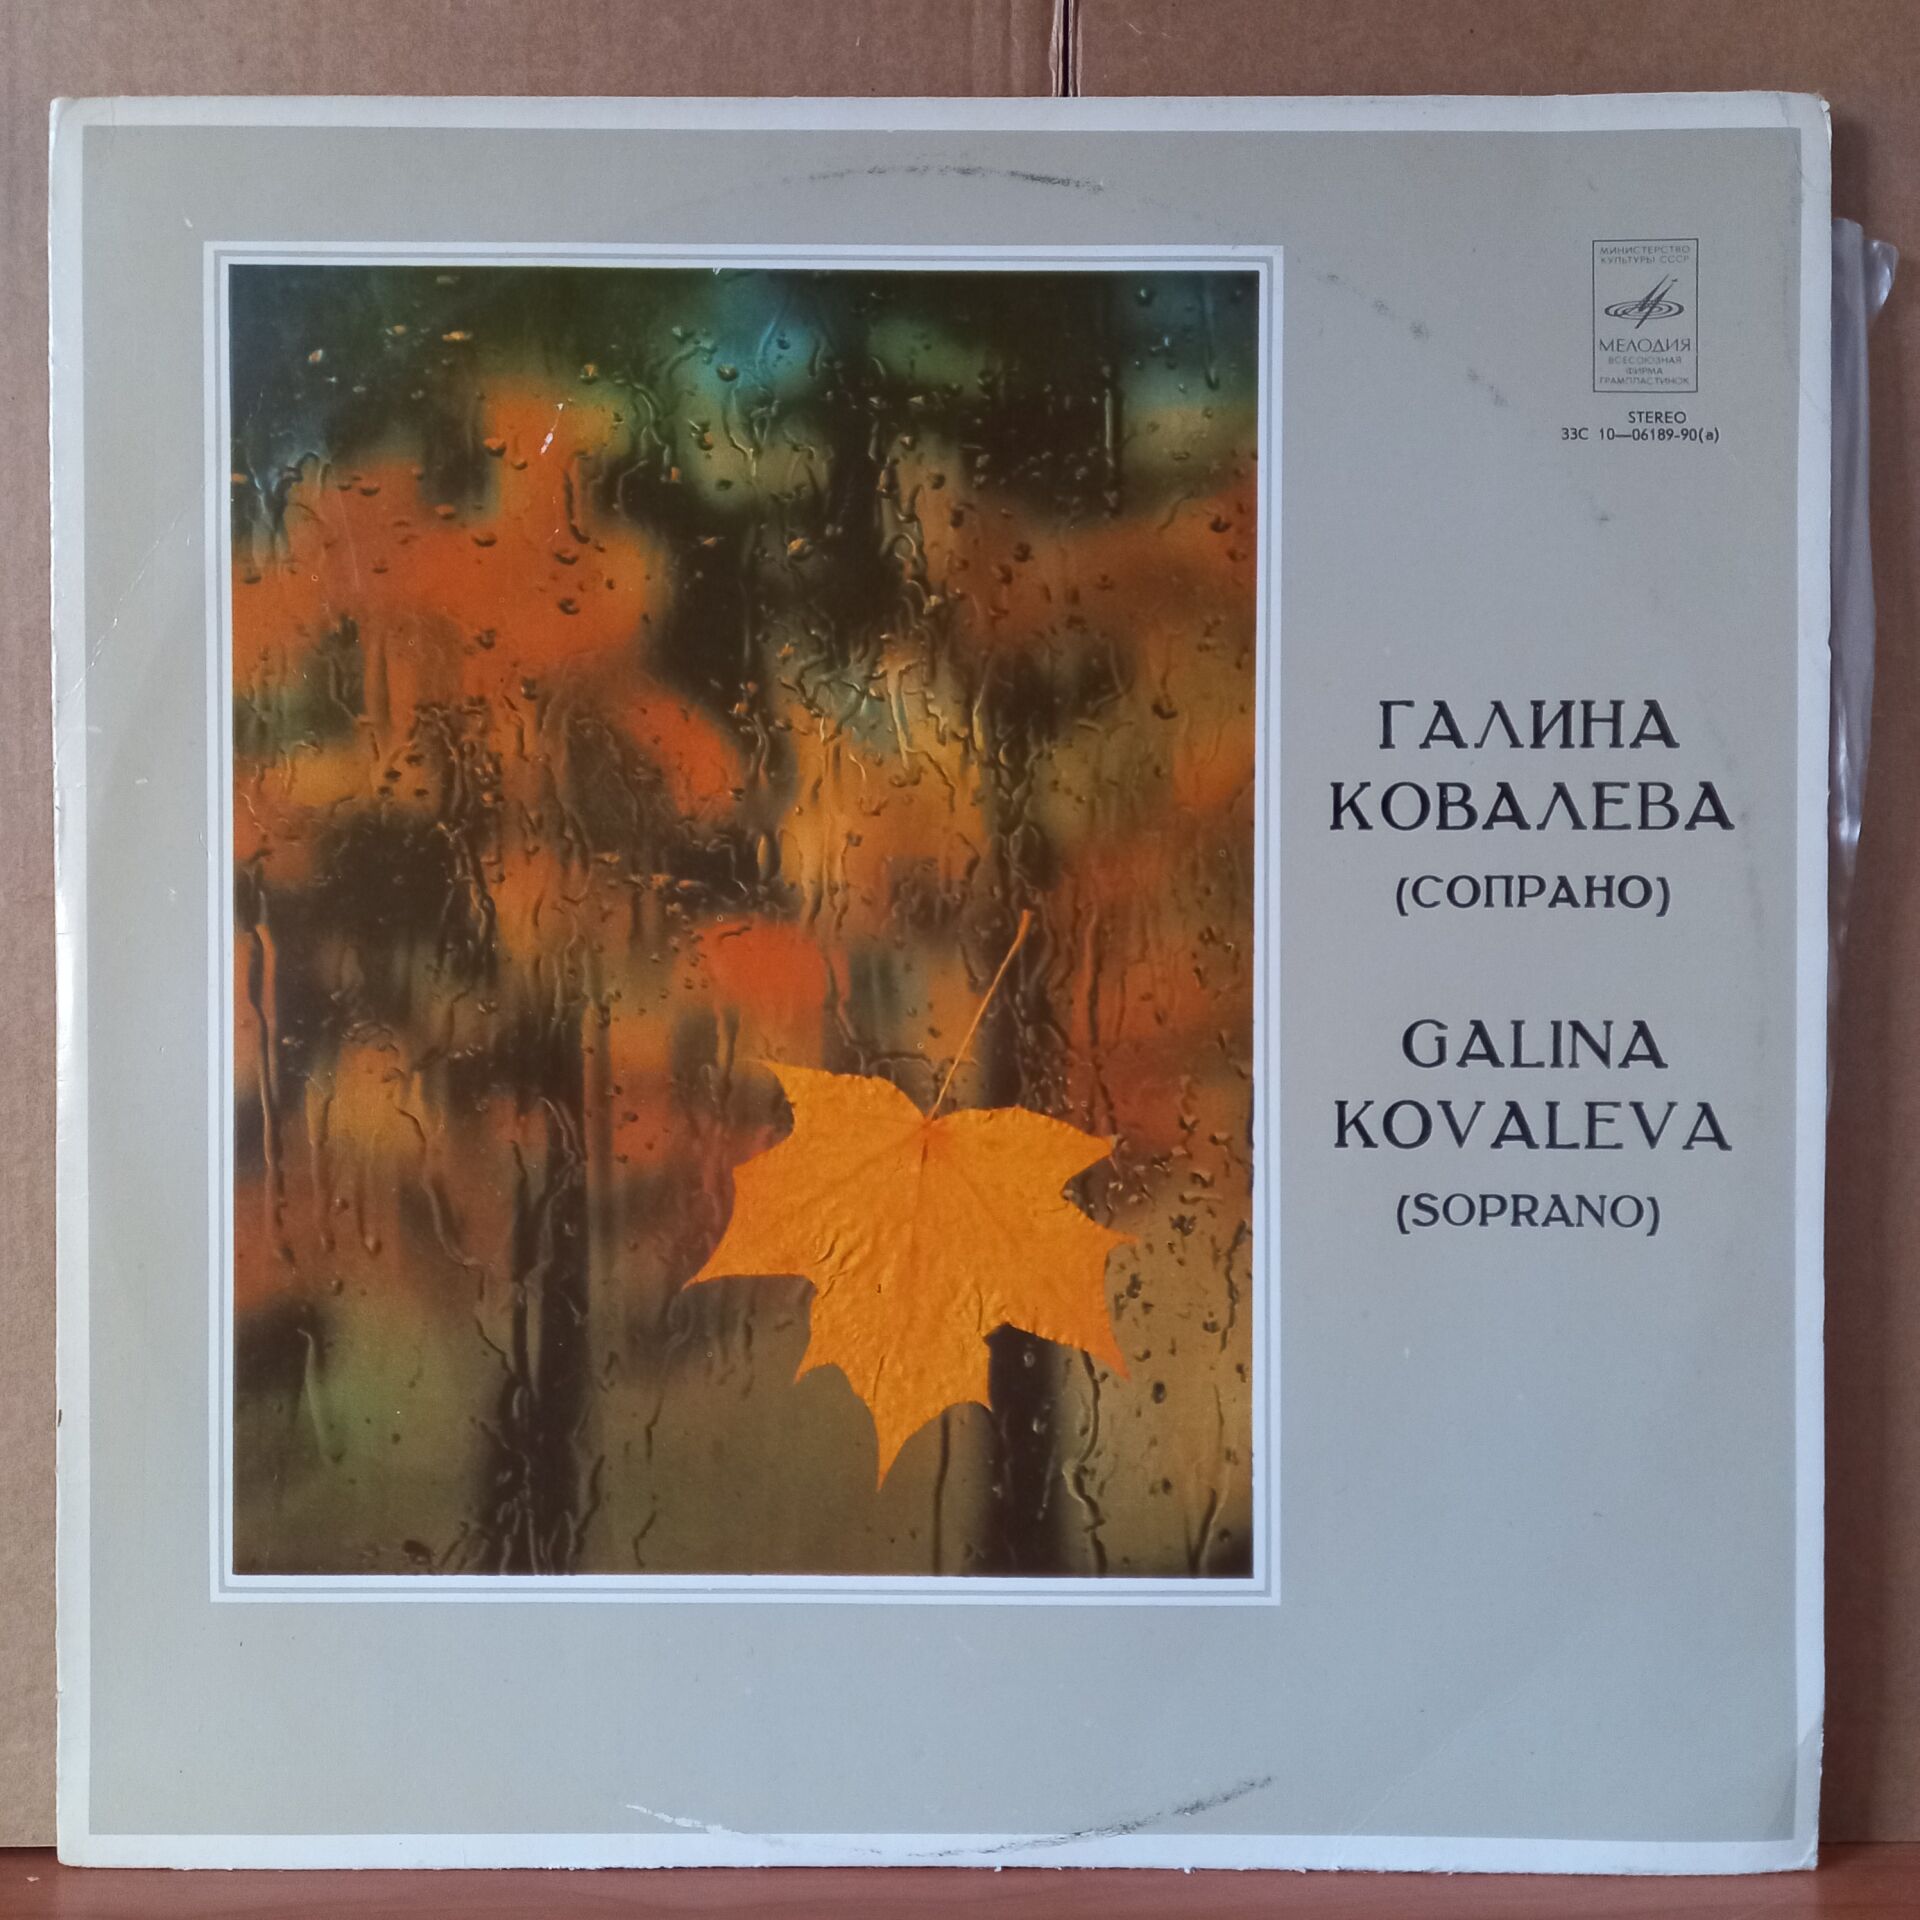 МИНИСТЕРСТВО
КУЛЬТУРЫ СССР
МЕЛОДИЯ
ВСЕСОЮЗНАЯ
ФИРМА
ГРАМПЛАСТИНОК
STEREO
33С 10—06189-90(а)
ГАЛИНА
КОВАЛЕВА
(СОПРАНО)
GALINA
KOVALEVA
(SOPRANO)